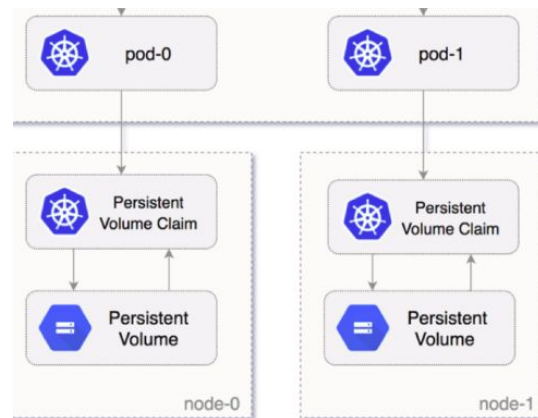 pod-0
pod-1
Persistent
Volume Claim
Persistent
Volume Claim
Persistent
Volume
Persistent
Volume
node-0
node-1